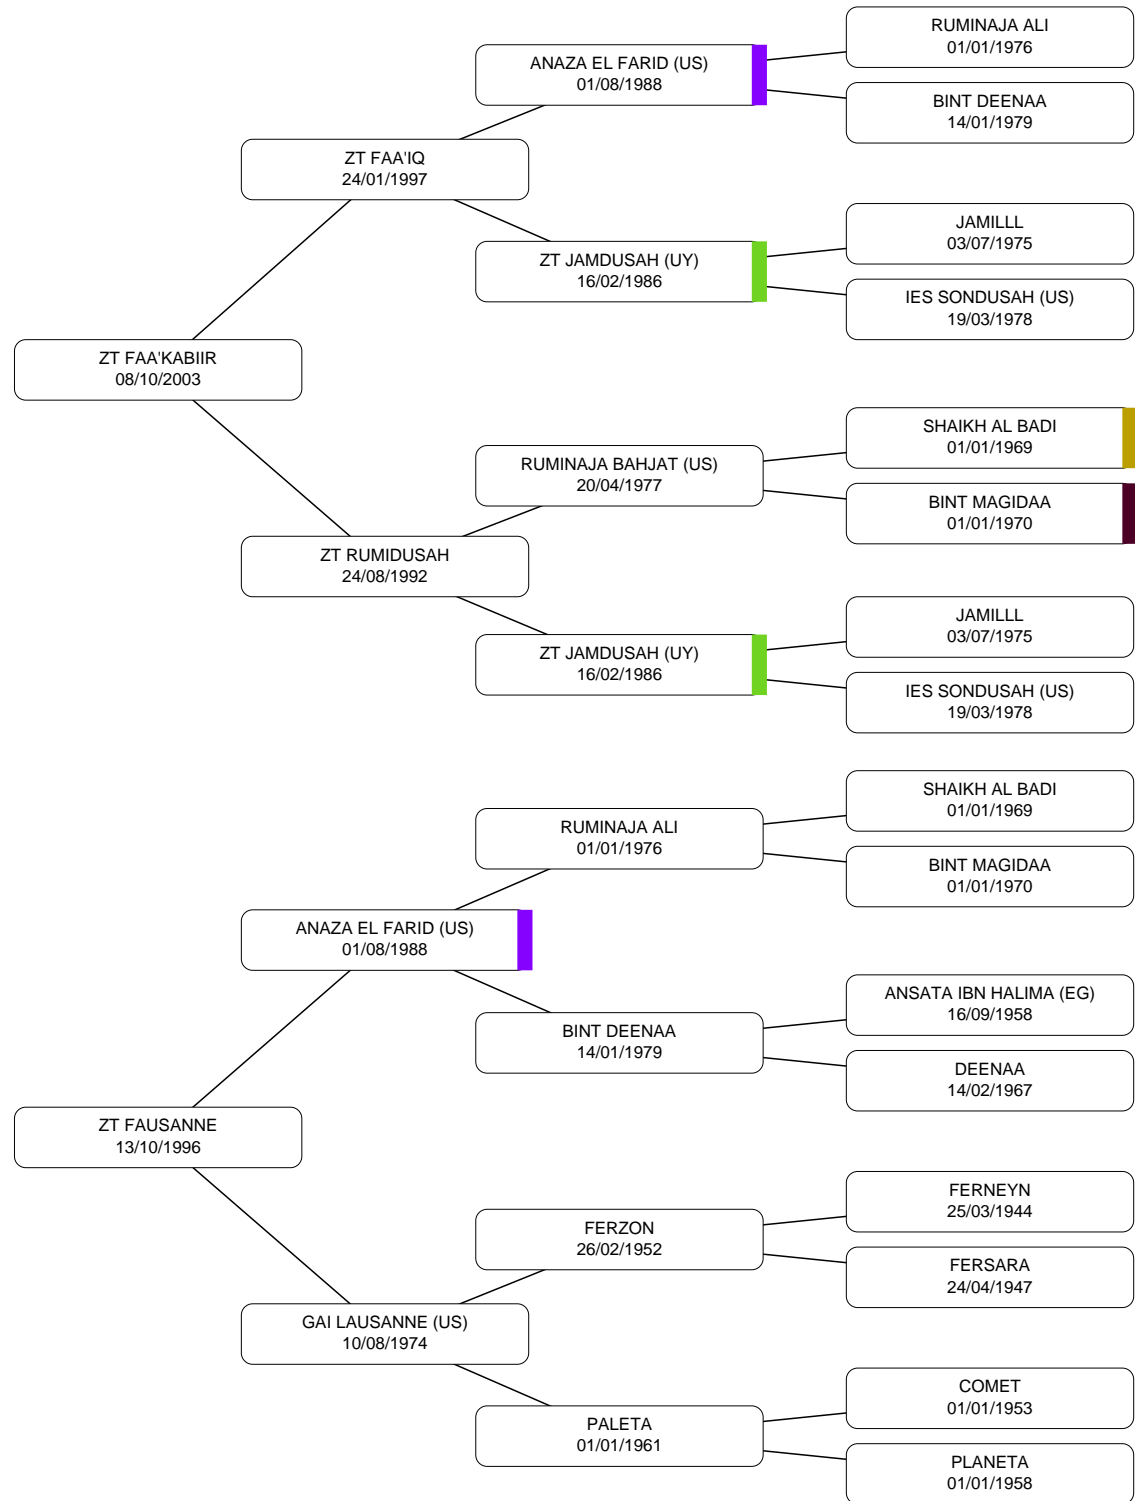 RUMINAJA ALI
01/01/1976
ANAZA EL FARID (US)
01/08/1988
BINT DEENAA
14/01/1979
ZT FAA'IQ
24/01/1997
JAMILLL
03/07/1975
ZT JAMDUSAH (UY)
16/02/1986
IES SONDUSAH (US)
19/03/1978
ZT FAA'KABIIR
08/10/2003
SHAIKH AL BADI
01/01/1969
RUMINAJA BAHJAT (US)
20/04/1977
BINT MAGIDAA
01/01/1970
ZT RUMIDUSAH
24/08/1992
JAMILLL
03/07/1975
ZT JAMDUSAH (UY)
16/02/1986
IES SONDUSAH (US)
19/03/1978
SHAIKH AL BADI
01/01/1969
RUMINAJA ALI
01/01/1976
BINT MAGIDAA
01/01/1970
ANAZA EL FARID (US)
01/08/1988
ANSATA IBN HALIMA (EG)
16/09/1958
BINT DEENAA
14/01/1979
DEENAA
14/02/1967
ZT FAUSANNE
13/10/1996
FERNEYN
25/03/1944
FERZON
26/02/1952
FERSARA
24/04/1947
GAI LAUSANNE (US)
10/08/1974
COMET
01/01/1953
PALETA
01/01/1961
PLANETA
01/01/1958